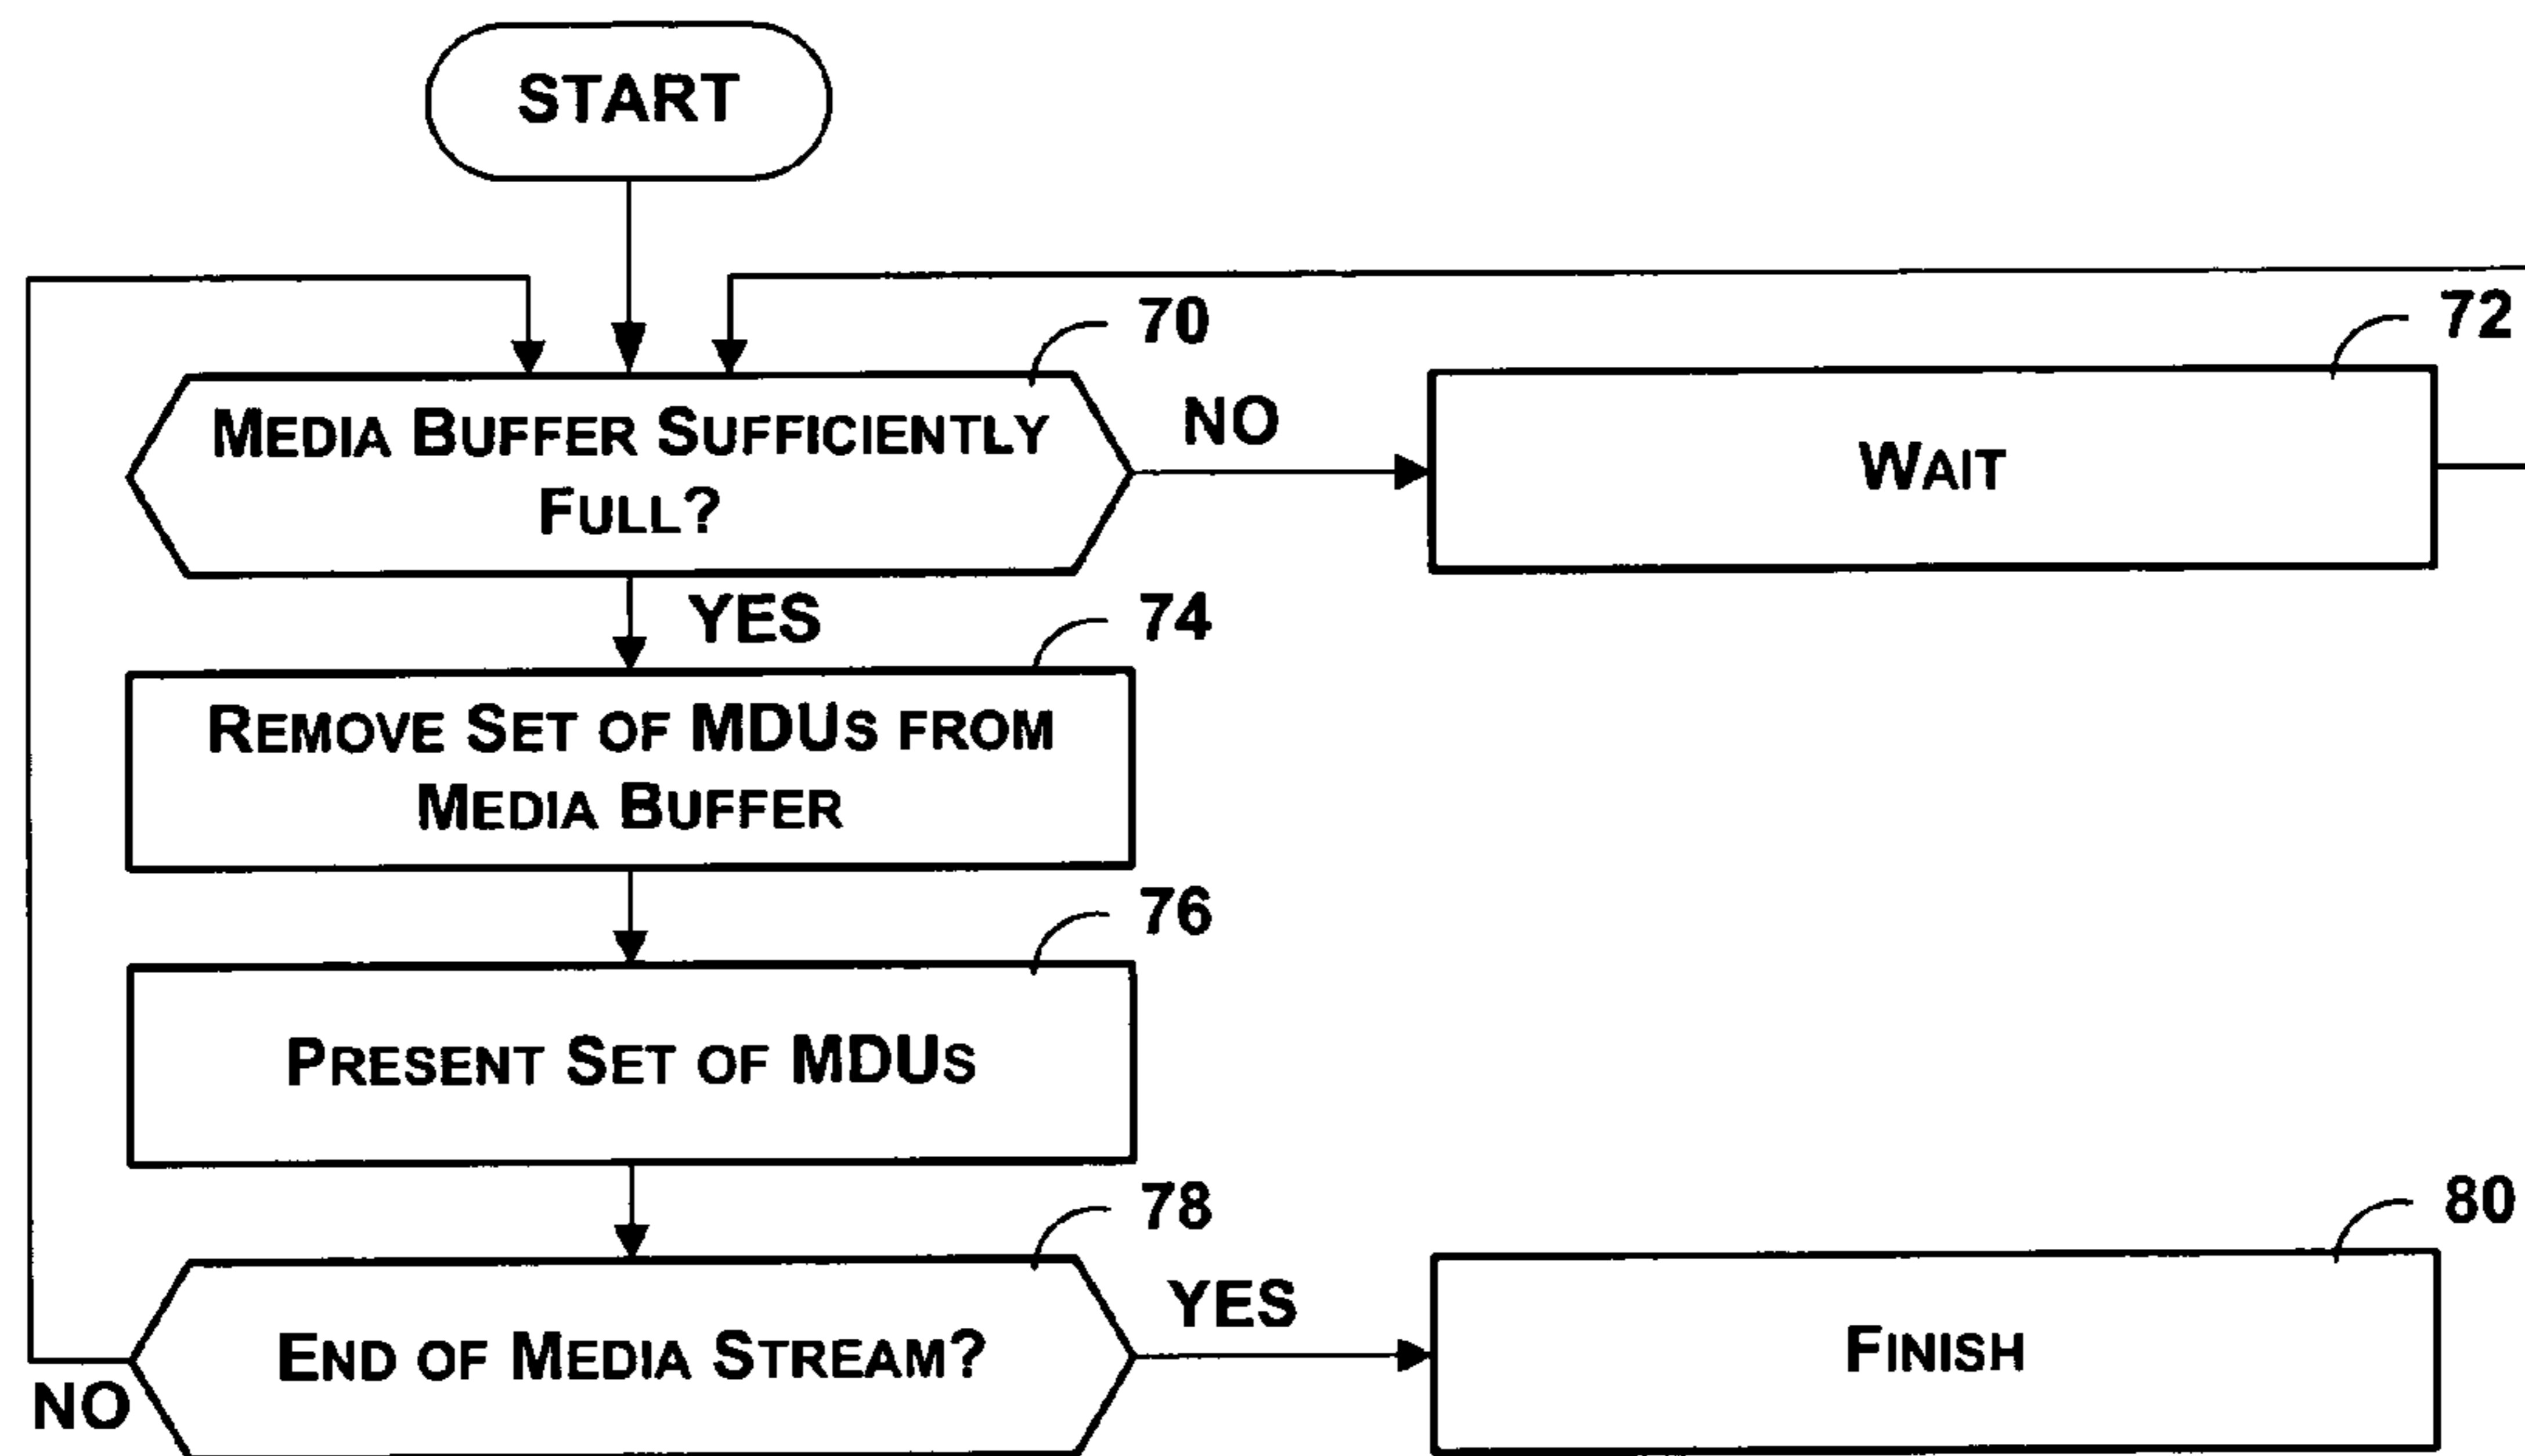 START
70
72
MEDIA BUFFER SUFFICIENTLY
FULL?
NO
WAIT
YES
74
REMOVE SET OF MDUS FROM
MEDIA BUFFER
76
PRESENT SET OF MDUS
78
80
END OF MEDIA STREAM?
YES
FINISH
NO